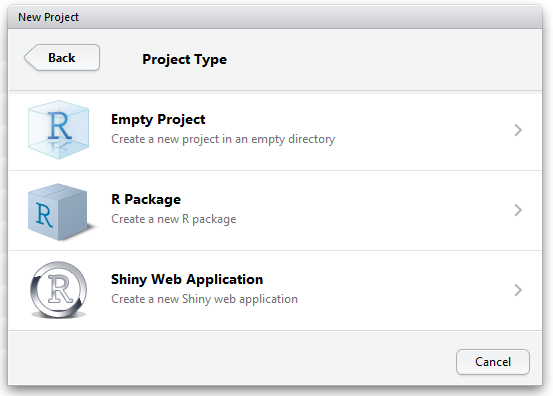 New Project
Back
Project Type
R
Empty Project
Create a new project in an empty directory
R
R Package
Create a new R package
R
Shiny Web Application
Create a new Shiny web application
Cancel